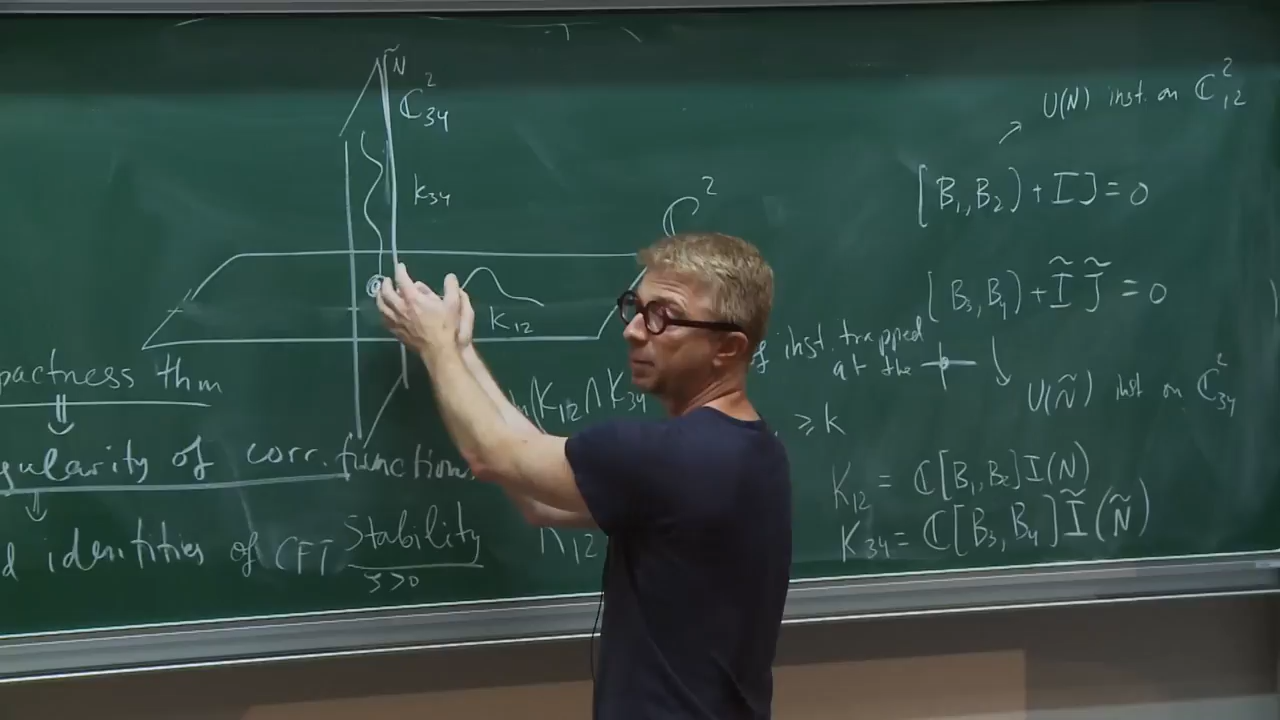 Ñ
ℂ²₃₄
k₃₄
ℂ²
k₁₂
pactness thm
⇓
gularity of corr. function
⇓
d identities of CFT
Stability
ζ>0
U(N) inst. on ℂ²₁₂
[B₁,B₂]+IJ=0
[B₃,B₄]+ĨJ̃=0
of inst. trapped
at the
U(Ñ) inst on ℂ²₃₄
K₁₂∩K₃₄
≥k
K₁₂ = ℂ[B₁,B₂]I(N)
K₃₄ = ℂ[B₃,B₄]Ĩ(Ñ)